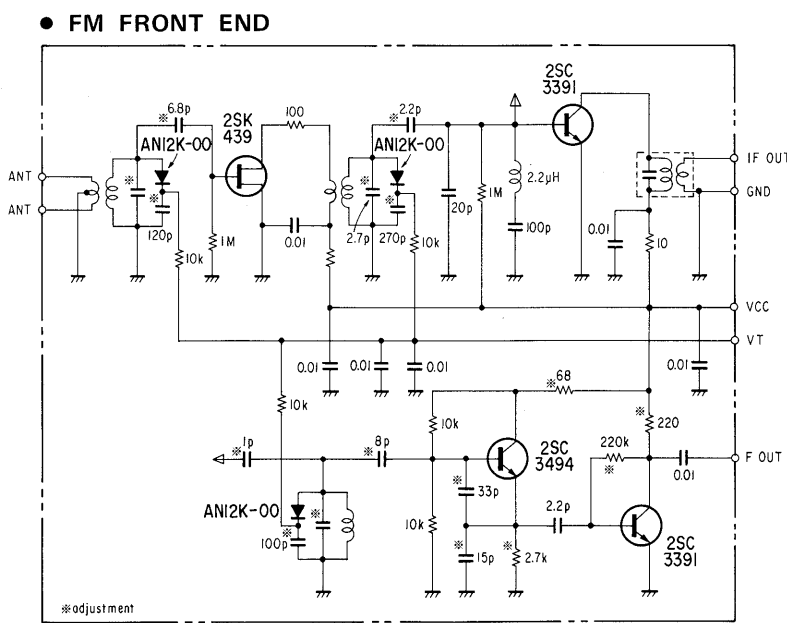 ● FM FRONT END
2SC
3391
※ 6.8p
2SK
439
100
※ 2.2p
AN12K-00
AN12K-00
IF OUT
ANT
※
※
2.2μH
ANT
※
※
GND
20p
1M
120p
1M
0.01
2.7p
270p
10k
100p
0.01
10
10k
VCC
VT
0.01
0.01
0.01
0.01
※68
10k
10k
※
220
※1p
※8p
2SC
3494
220k
※
F OUT
0.01
※
33p
AN12K-00
※
※
100p
10k
2.2p
※
15p
※
2.7k
2SC
3391
※adjustment